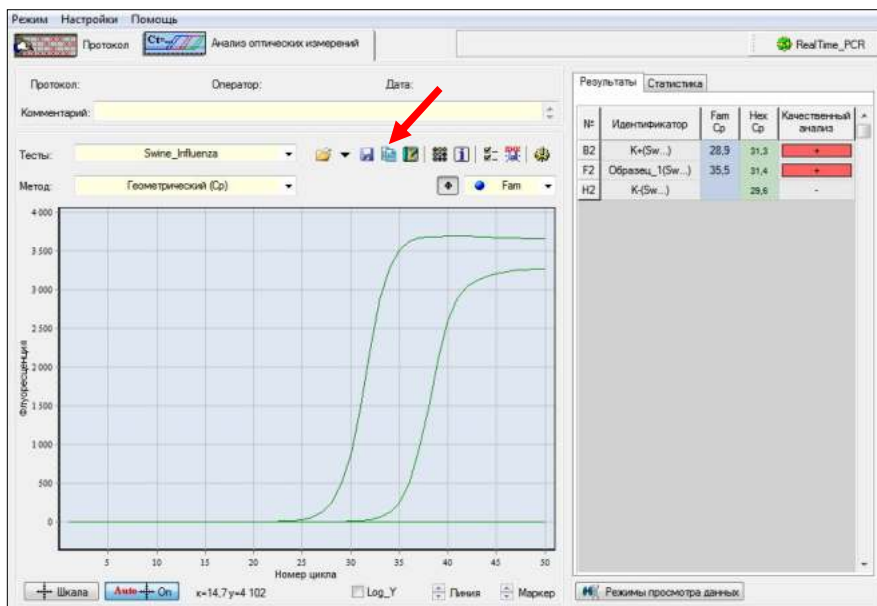 Режим Настройки Помощь
Протокол Ct= Анализ оптических измерений RealTime_PCR
Протокол: Оператор: Дата:
Комментарий:
Тесты: Swine_Influenza
Метод: Геометрический (Cp) Fam
4 000
3 500
3 000
2 500
2 000
1 500
1 000
500
0
Флуоресценция
5 10 15 20 25 30 35 40 45 50
Номер цикла
Шкала Auto On x=14,7 y=4 102 Log_Y Линия Маркер
Результаты Статистика
№ Идентификатор Fam Cp Hex Cp Качественный анализ
B2 K+(Sw...) 28,9 31,3 +
F2 Образец_1(Sw...) 35,5 31,4 +
H2 K-(Sw...) 29,6 -
Режимы просмотра данных